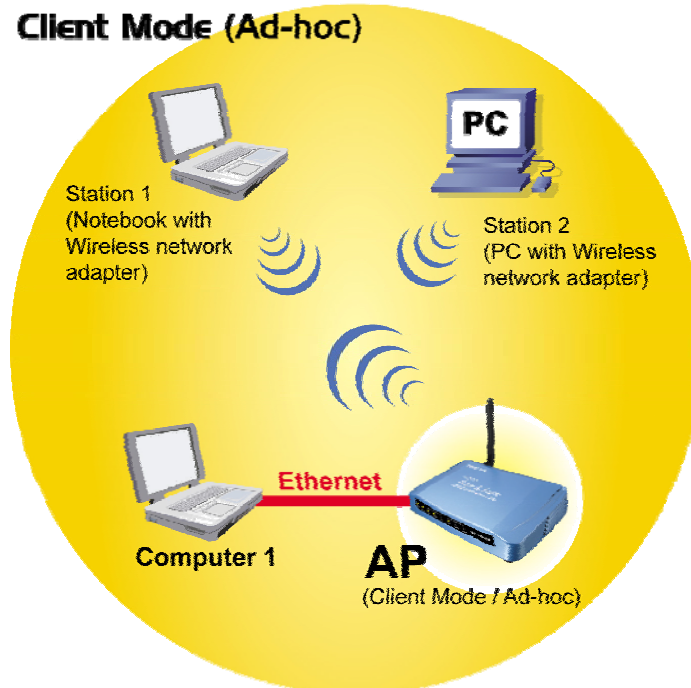 Client Mode (Ad-hoc)
PC
Station 1
(Notebook with
Wireless network
adapter)
Station 2
(PC with Wireless
network adapter)
Ethernet
Computer 1
AP
(Client Mode / Ad-hoc)